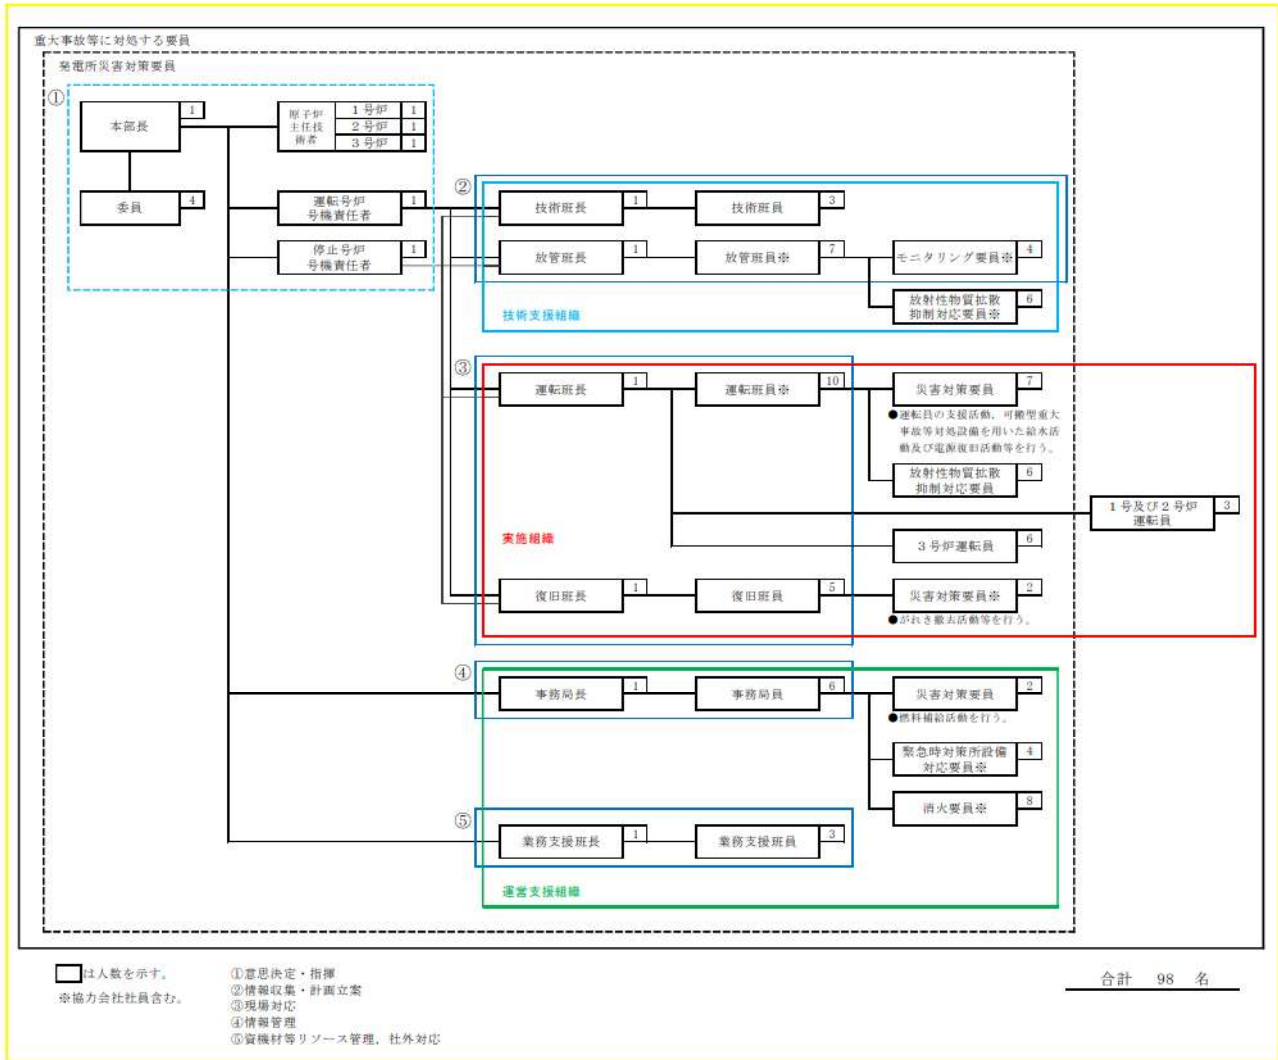 重大事故等に対処する要員
発電所災害対策要員
①
本部長
1
委員
4
原子炉
主任技
術者
1号炉 1
2号炉 1
3号炉 1
運転号炉
号機責任者
1
停止号炉
号機責任者
1
②
技術班長
1
技術班員
3
放管班長
1
放管班員※
7
モニタリング要員※
4
放射性物質拡散
抑制対応要員※
6
技術支援組織
③
運転班長
1
運転班員※
10
災害対策要員
7
●運転員の支援活動，可搬型重大
事故等対処設備を用いた給水活
動及び電源復旧活動等を行う。
放射性物質拡散
抑制対応要員
6
1号及び2号炉
運転員
3
実施組織
3号炉運転員
6
復旧班長
1
復旧班員
5
災害対策要員※
2
●がれき撤去活動等を行う。
④
事務局長
1
事務局員
6
災害対策要員
2
●燃料補給活動を行う。
緊急時対策所設備
対応要員※
4
消火要員※
8
⑤
業務支援班長
1
業務支援班員
3
運営支援組織
は人数を示す。
※協力会社社員含む。
①意思決定・指揮
②情報収集・計画立案
③現場対応
④情報管理
⑤資機材等リソース管理，社外対応
合計 98 名